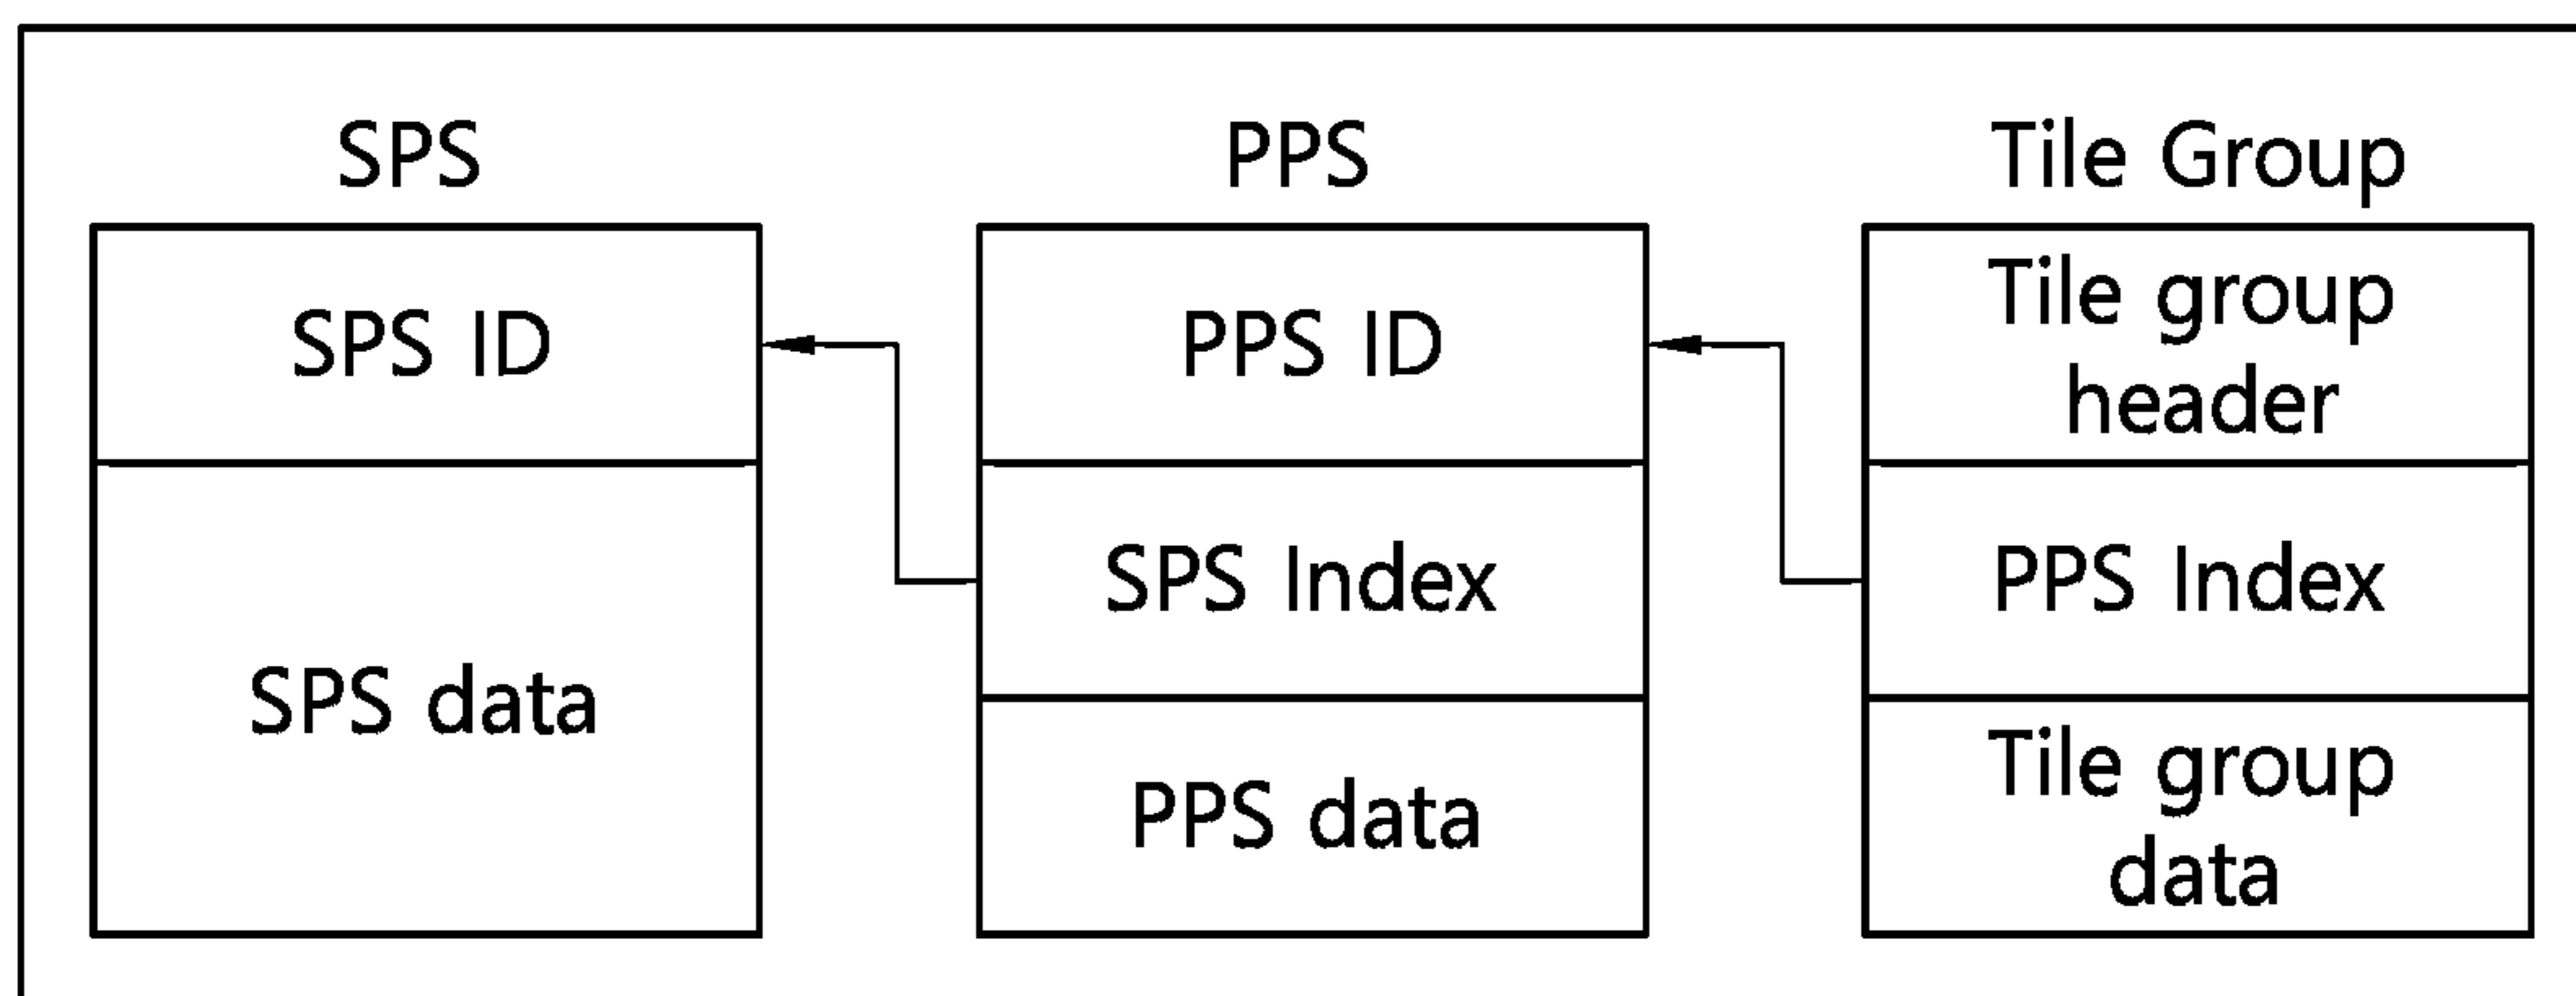 SPS
SPS ID
SPS data
PPS
PPS ID
SPS Index
PPS data
Tile Group
Tile group
header
PPS Index
Tile group
data